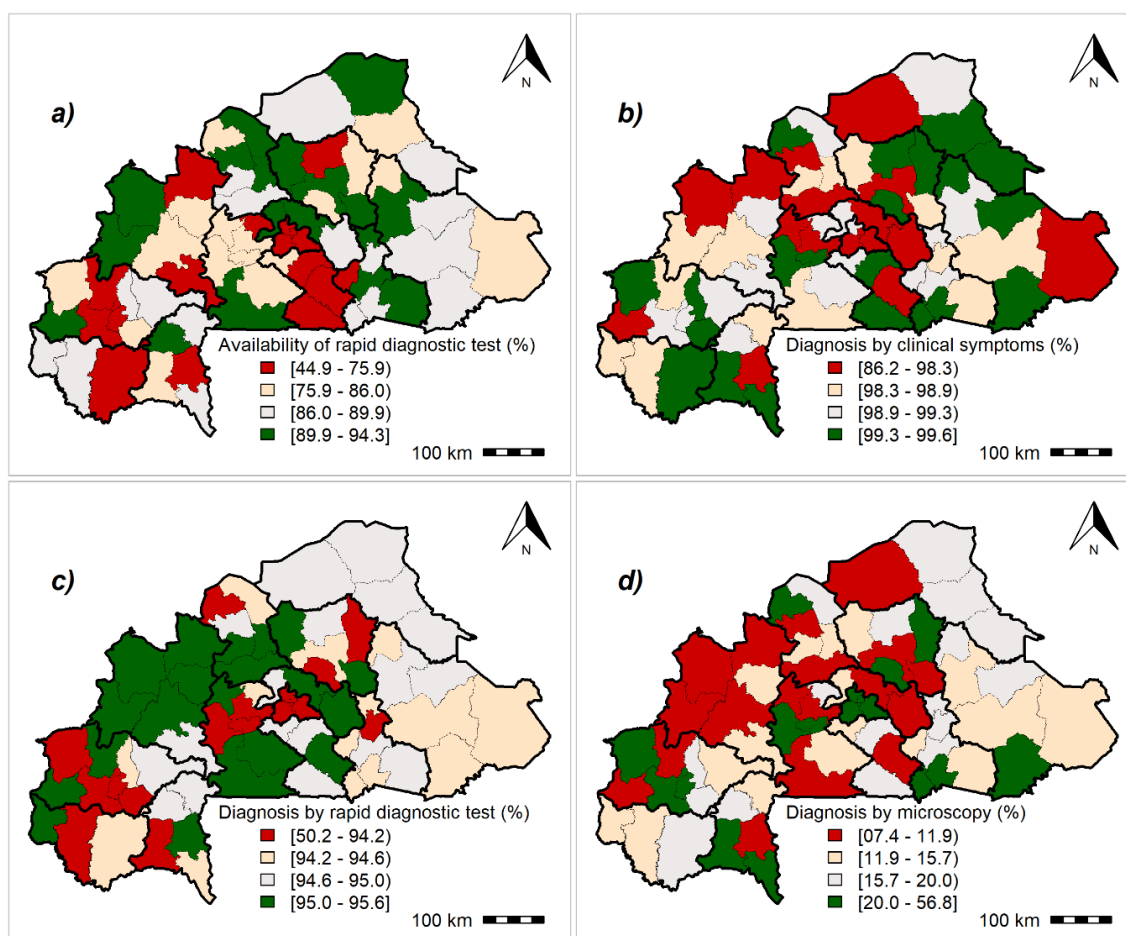 N
a)
Availability of rapid diagnostic test (%)
[44.9 - 75.9)
[75.9 - 86.0)
[86.0 - 89.9)
[89.9 - 94.3]
100 km
N
b)
Diagnosis by clinical symptoms (%)
[86.2 - 98.3)
[98.3 - 98.9)
[98.9 - 99.3)
[99.3 - 99.6]
100 km
N
c)
Diagnosis by rapid diagnostic test (%)
[50.2 - 94.2)
[94.2 - 94.6)
[94.6 - 95.0)
[95.0 - 95.6]
100 km
N
d)
Diagnosis by microscopy (%)
[07.4 - 11.9)
[11.9 - 15.7)
[15.7 - 20.0)
[20.0 - 56.8]
100 km